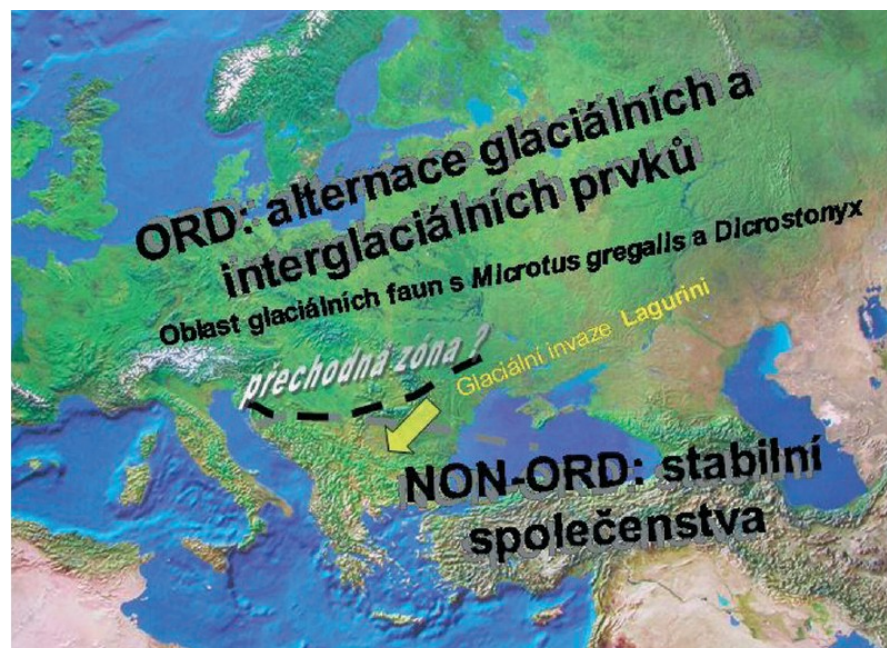 ORD: alternace glaciálních a
interglaciálních prvků
Oblast glaciálních faun s Microtus gregalis a Dicrostonyx
přechodná zóna ?
Glaciální invaze Lagurini
NON-ORD: stabilní
společenstva